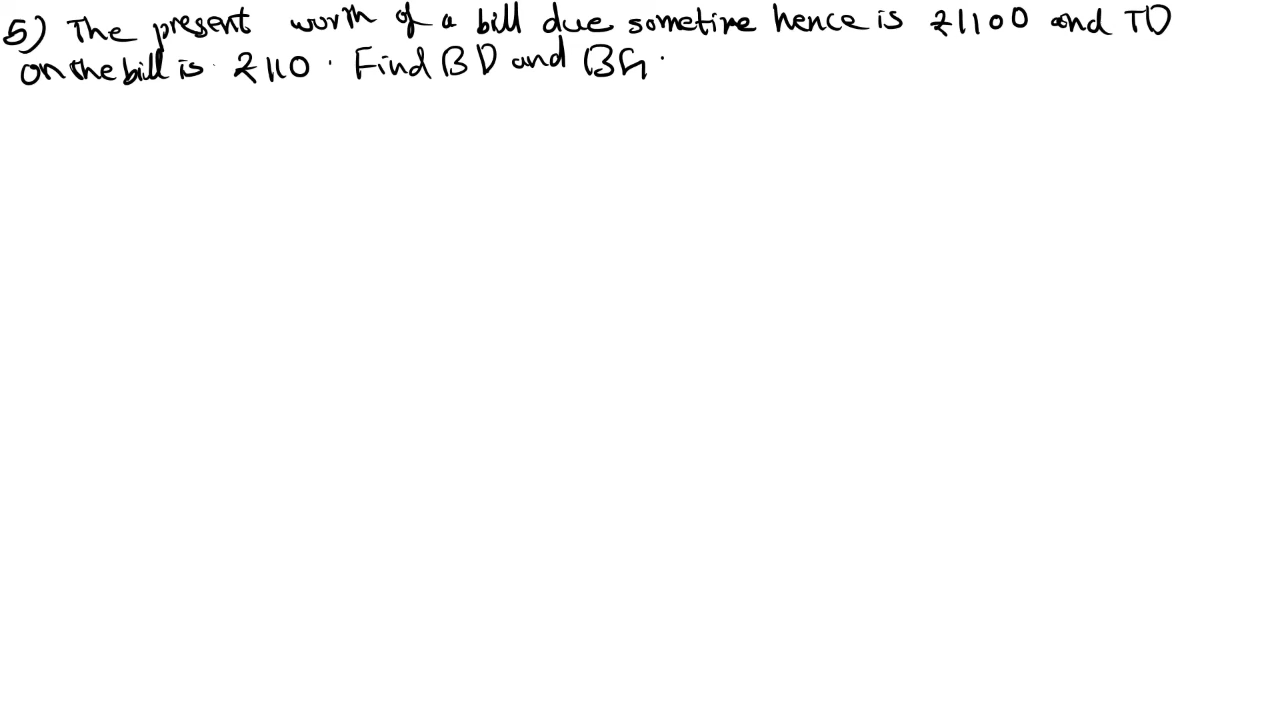 5) The present worth of a bill due sometime hence is ₹1100 and TD
on the bill is ₹110. Find BD and BG.